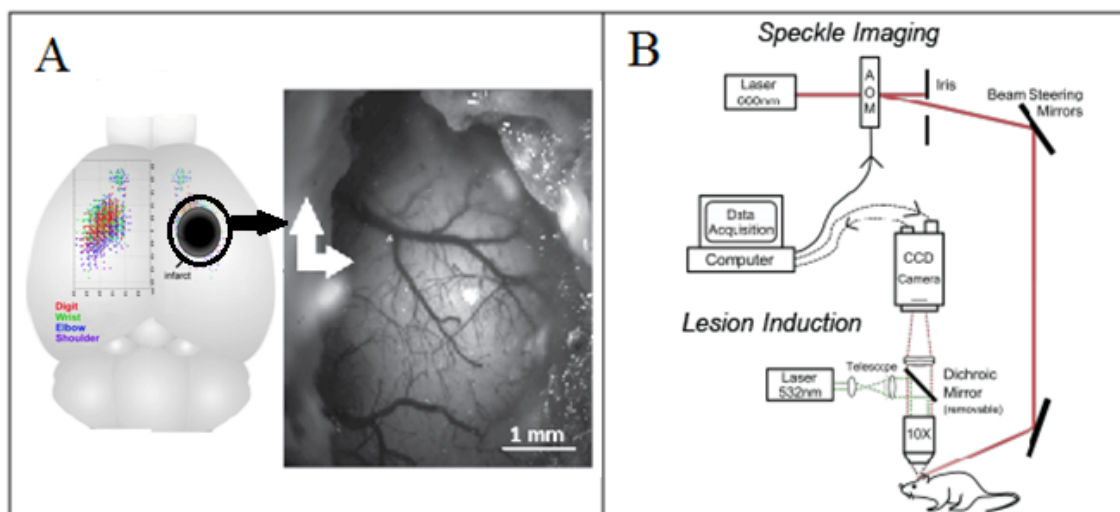 A
infarct
Digit
Wrist
Elbow
Shoulder
1 mm
B
Speckle Imaging
Laser
660nm
AOM
Iris
Beam Steering
Mirrors
Data
Acquisition
Computer
CCD
Camera
Lesion Induction
Telescope
Laser
532nm
Dichroic
Mirror
(removable)
10X